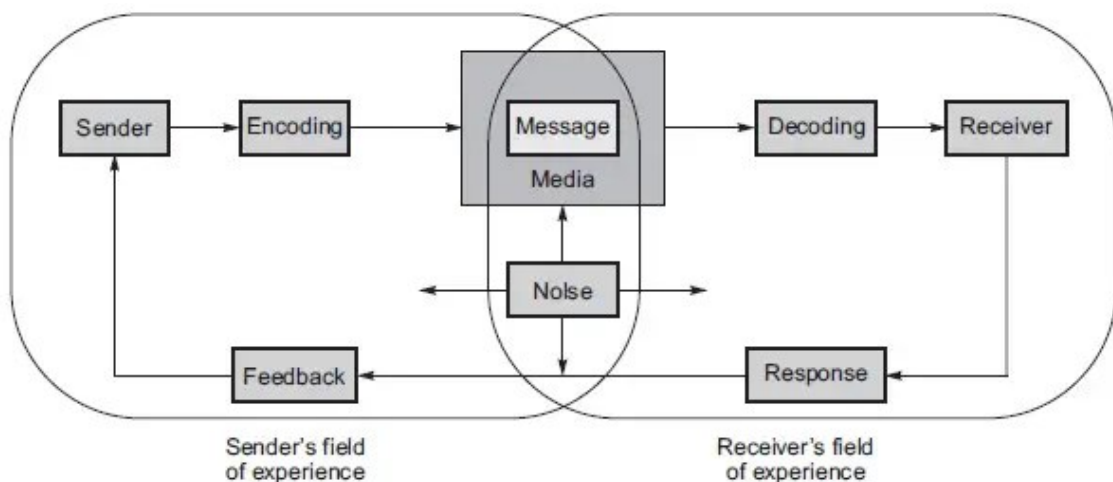 Sender
Encoding
Message
Media
Decoding
Receiver
Nolse
Feedback
Response
Sender's field
of experience
Receiver's field
of experience